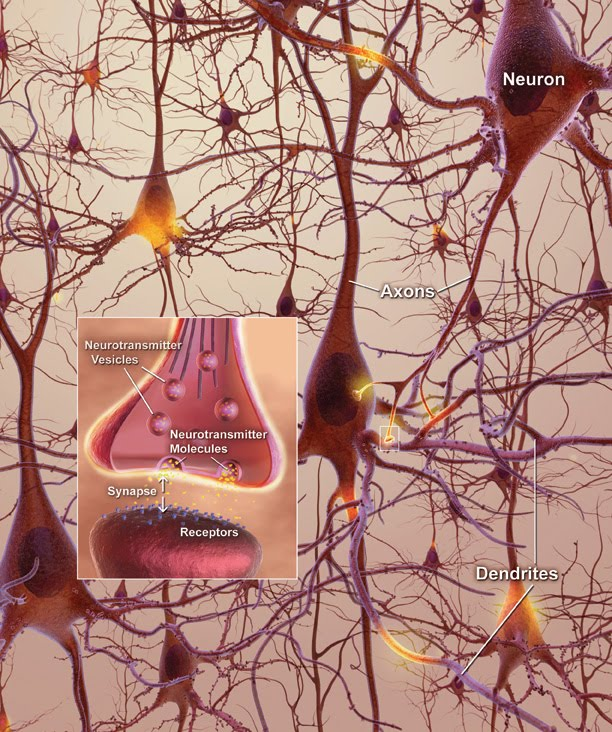 Neuron
Axons
Neurotransmitter
Vesicles
Neurotransmitter
Molecules
Synapse
Receptors
Dendrites